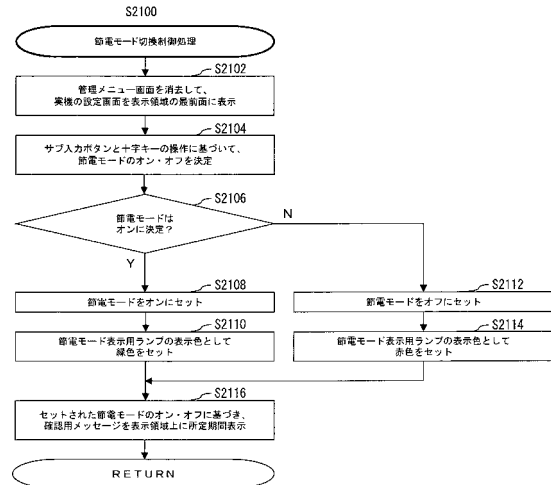 S2100
節電モード切換制御処理
S2102
管理メニュー画面を消去して、
実機の設定画面を表示領域の最前面に表示
S2104
サブ入力ボタンと十字キーの操作に基づいて、
節電モードのオン・オフを決定
S2106
節電モードは
オンに決定？
N
Y
S2108
節電モードをオンにセット
S2112
節電モードをオフにセット
S2110
節電モード表示用ランプの表示色として
緑色をセット
S2114
節電モード表示用ランプの表示色として
赤色をセット
S2116
セットされた節電モードのオン・オフに基づき、
確認用メッセージを表示領域上に所定期間表示
RETURN